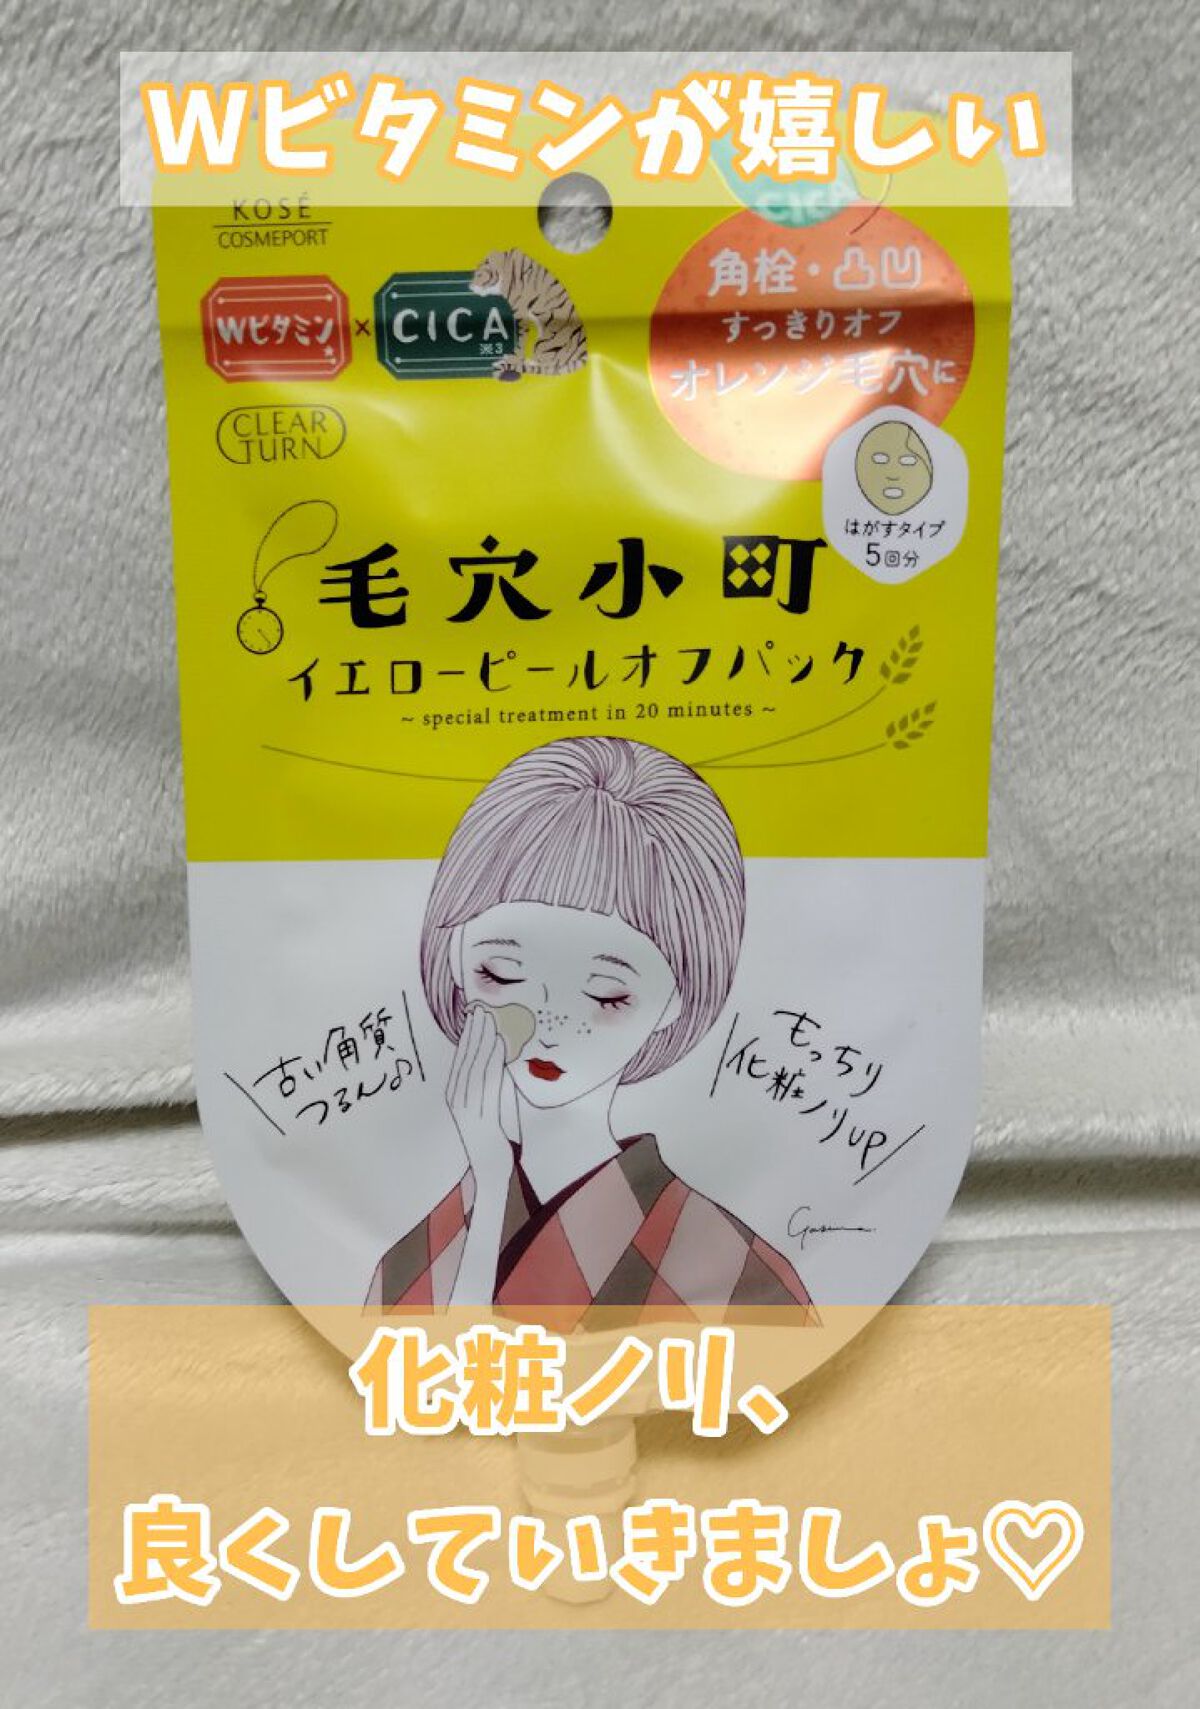 Wビタミンが嬉しい
KOSÉ
COSMEPORT
CICA
角栓・凸凹
すっきりオフ
オレンジ毛穴に
Wビタミン
×
CICA
※3
CLEAR
TURN
はがすタイプ
5回分
毛穴小町
イエローピールオフパック
~ special treatment in 20 minutes ~
古い角質
つるん♪
もっちり
化粧ノリUP
化粧ノリ、
良くしていきましょ♡